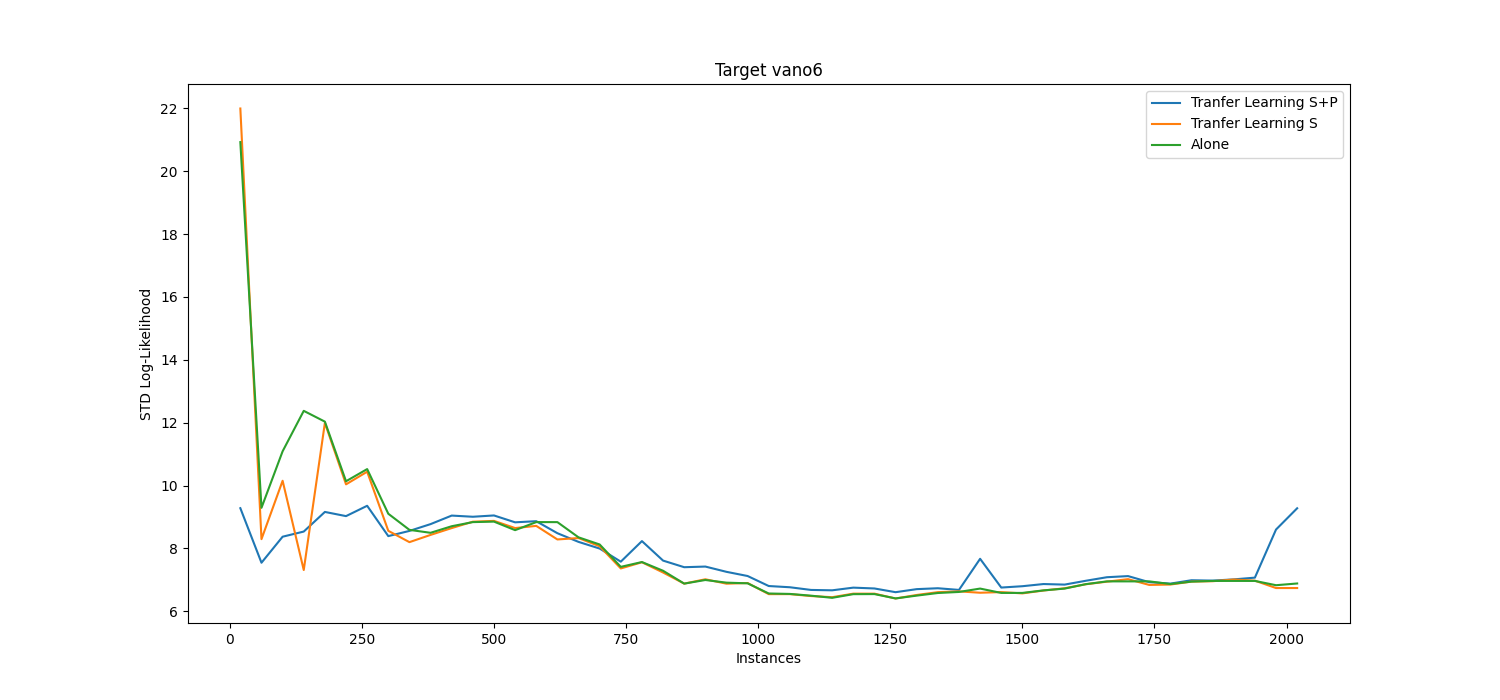 Target vano6
Tranfer Learning S+P
Tranfer Learning S
Alone
STD Log-Likelihood
22
20
18
16
14
12
10
8
6
0 250 500 750 1000 1250 1500 1750 2000
Instances